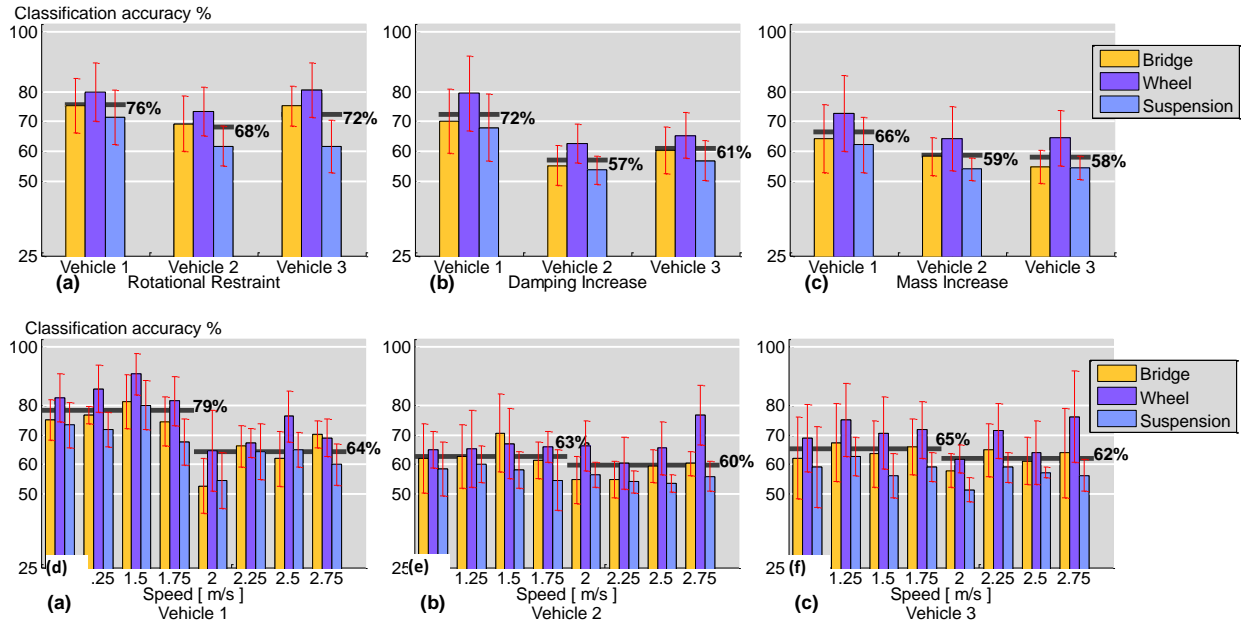 Classification accuracy %
100
80
70
60
50
25
76%
68%
72%
Vehicle 1
Vehicle 2
Vehicle 3
(a)
Rotational Restraint
100
80
70
60
50
25
72%
57%
61%
Vehicle 1
Vehicle 2
Vehicle 3
(b)
Damping Increase
100
80
70
60
50
25
66%
59%
58%
Vehicle 1
Vehicle 2
Vehicle 3
(c)
Mass Increase
Bridge
Wheel
Suspension
Classification accuracy %
100
80
70
60
50
25
79%
64%
(d)
.25 1.5 1.75 2 2.25 2.5 2.75
(a)
Speed [ m/s ]
Vehicle 1
100
80
70
60
50
25
63%
60%
(e)
1.25 1.5 1.75 2 2.25 2.5 2.75
(b)
Speed [ m/s ]
Vehicle 2
100
80
70
60
50
25
65%
62%
(f)
1.25 1.5 1.75 2 2.25 2.5 2.75
(c)
Speed [ m/s ]
Vehicle 3
Bridge
Wheel
Suspension